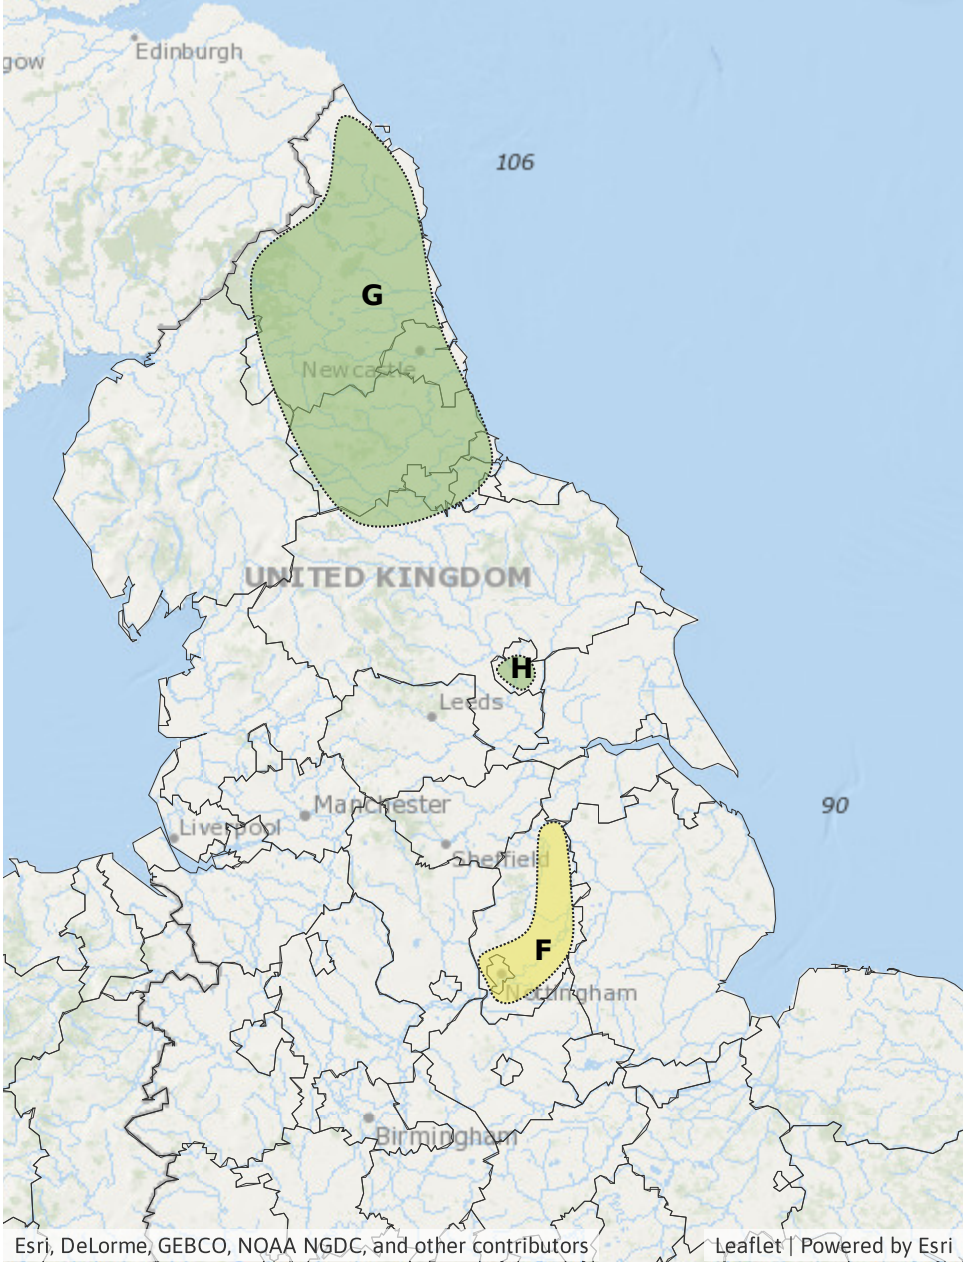 Edinburgh
gow
106
G
Newcastle
UNITED KINGDOM
H
Leeds
Manchester
90
Liverpool
Sheffield
F
Nottingham
Birmingham
Esri, DeLorme, GEBCO, NOAA NGDC, and other contributors
Leaflet | Powered by Esri